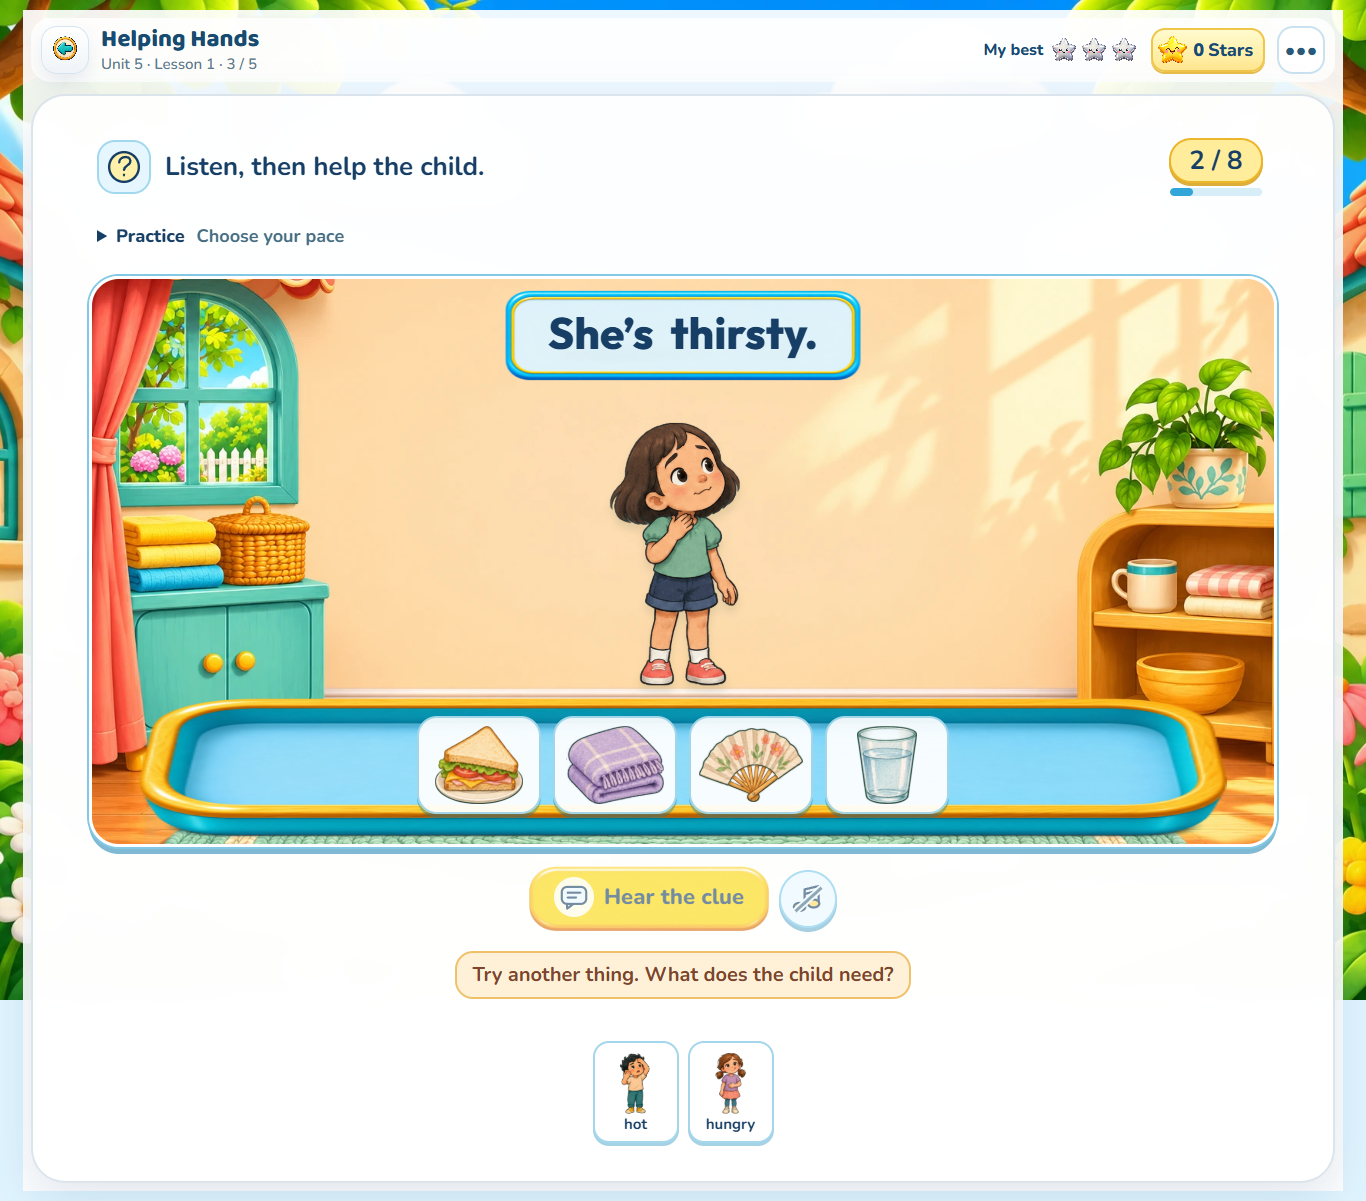 Helping Hands
Unit 5 · Lesson 1 · 3 / 5
My best
0 Stars
Listen, then help the child.
2 / 8
Practice Choose your pace
She's thirsty.
Hear the clue
Try another thing. What does the child need?
hot
hungry